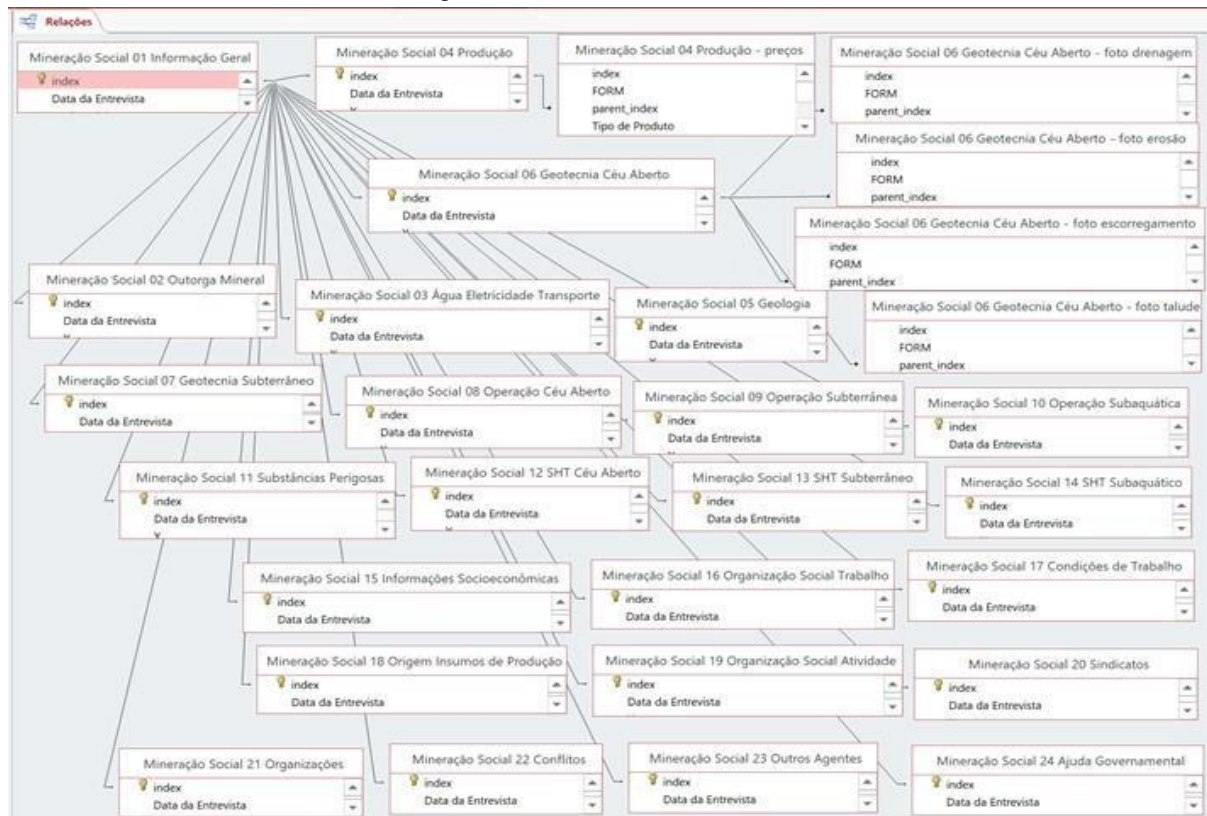 Relações
Mineração Social 01 Informação Geral
index
Data da Entrevista
Mineração Social 04 Produção
index
Data da Entrevista
Mineração Social 04 Produção - preços
index
FORM
parent_index
Tipo de Produto
Mineração Social 06 Geotecnia Céu Aberto - foto drenagem
index
FORM
parent_index
Mineração Social 06 Geotecnia Céu Aberto - foto erosão
index
FORM
parent_index
Mineração Social 06 Geotecnia Céu Aberto
index
Data da Entrevista
Mineração Social 06 Geotecnia Céu Aberto - foto escorregamento
index
FORM
parent_index
Mineração Social 02 Outorga Mineral
index
Data da Entrevista
Mineração Social 03 Água Eletricidade Transporte
index
Data da Entrevista
Mineração Social 05 Geologia
index
Data da Entrevista
Mineração Social 06 Geotecnia Céu Aberto - foto talude
index
FORM
parent_index
Mineração Social 07 Geotecnia Subterrâneo
index
Data da Entrevista
Mineração Social 08 Operação Céu Aberto
index
Data da Entrevista
Mineração Social 09 Operação Subterrânea
index
Data da Entrevista
Mineração Social 10 Operação Subaquática
index
Data da Entrevista
Mineração Social 11 Substâncias Perigosas
index
Data da Entrevista
Mineração Social 12 SHT Céu Aberto
index
Data da Entrevista
Mineração Social 13 SHT Subterrâneo
index
Data da Entrevista
Mineração Social 14 SHT Subaquático
index
Data da Entrevista
Mineração Social 15 Informações Socioeconômicas
index
Data da Entrevista
Mineração Social 16 Organização Social Trabalho
index
Data da Entrevista
Mineração Social 17 Condições de Trabalho
index
Data da Entrevista
Mineração Social 18 Origem Insumos de Produção
index
Data da Entrevista
Mineração Social 19 Organização Social Atividade
index
Data da Entrevista
Mineração Social 20 Sindicatos
index
Data da Entrevista
Mineração Social 21 Organizações
index
Data da Entrevista
Mineração Social 22 Conflitos
index
Data da Entrevista
Mineração Social 23 Outros Agentes
index
Data da Entrevista
Mineração Social 24 Ajuda Governamental
index
Data da Entrevista